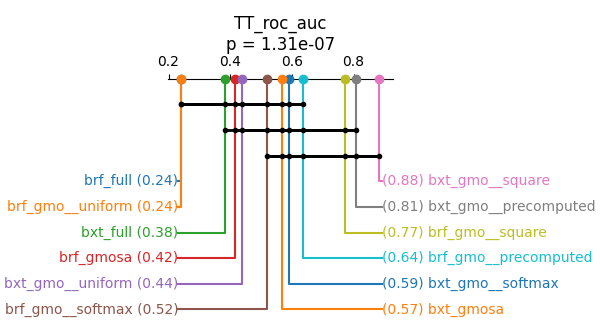 TT_roc_auc
p = 1.31e-07
0.2 0.4 0.6 0.8
brf_full (0.24) (0.88) bxt_gmo__square
brf_gmo__uniform (0.24) (0.81) bxt_gmo__precomputed
bxt_full (0.38) (0.77) brf_gmo__square
brf_gmosa (0.42) (0.64) brf_gmo__precomputed
bxt_gmo__uniform (0.44) (0.59) bxt_gmo__softmax
brf_gmo__softmax (0.52) (0.57) bxt_gmosa